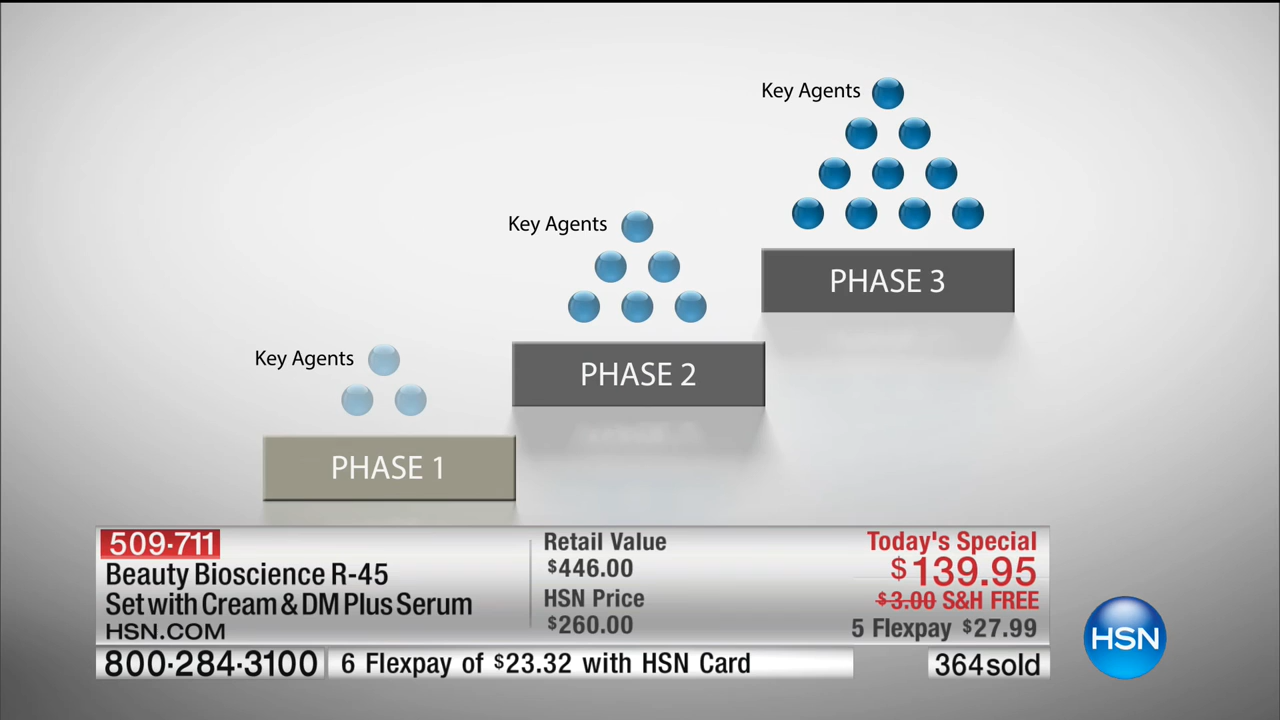 Key Agents
Key Agents
Key Agents
PHASE 3
PHASE 2
PHASE 1
509·711
Beauty Bioscience R-45
Set with Cream & DM Plus Serum
HSN.COM
Retail Value
$446.00
HSN Price
$260.00
Today's Special
$139.95
$3.00 S&H FREE
5 Flexpay $27.99
800·284·3100
6 Flexpay of $23.32 with HSN Card
364 sold
HSN